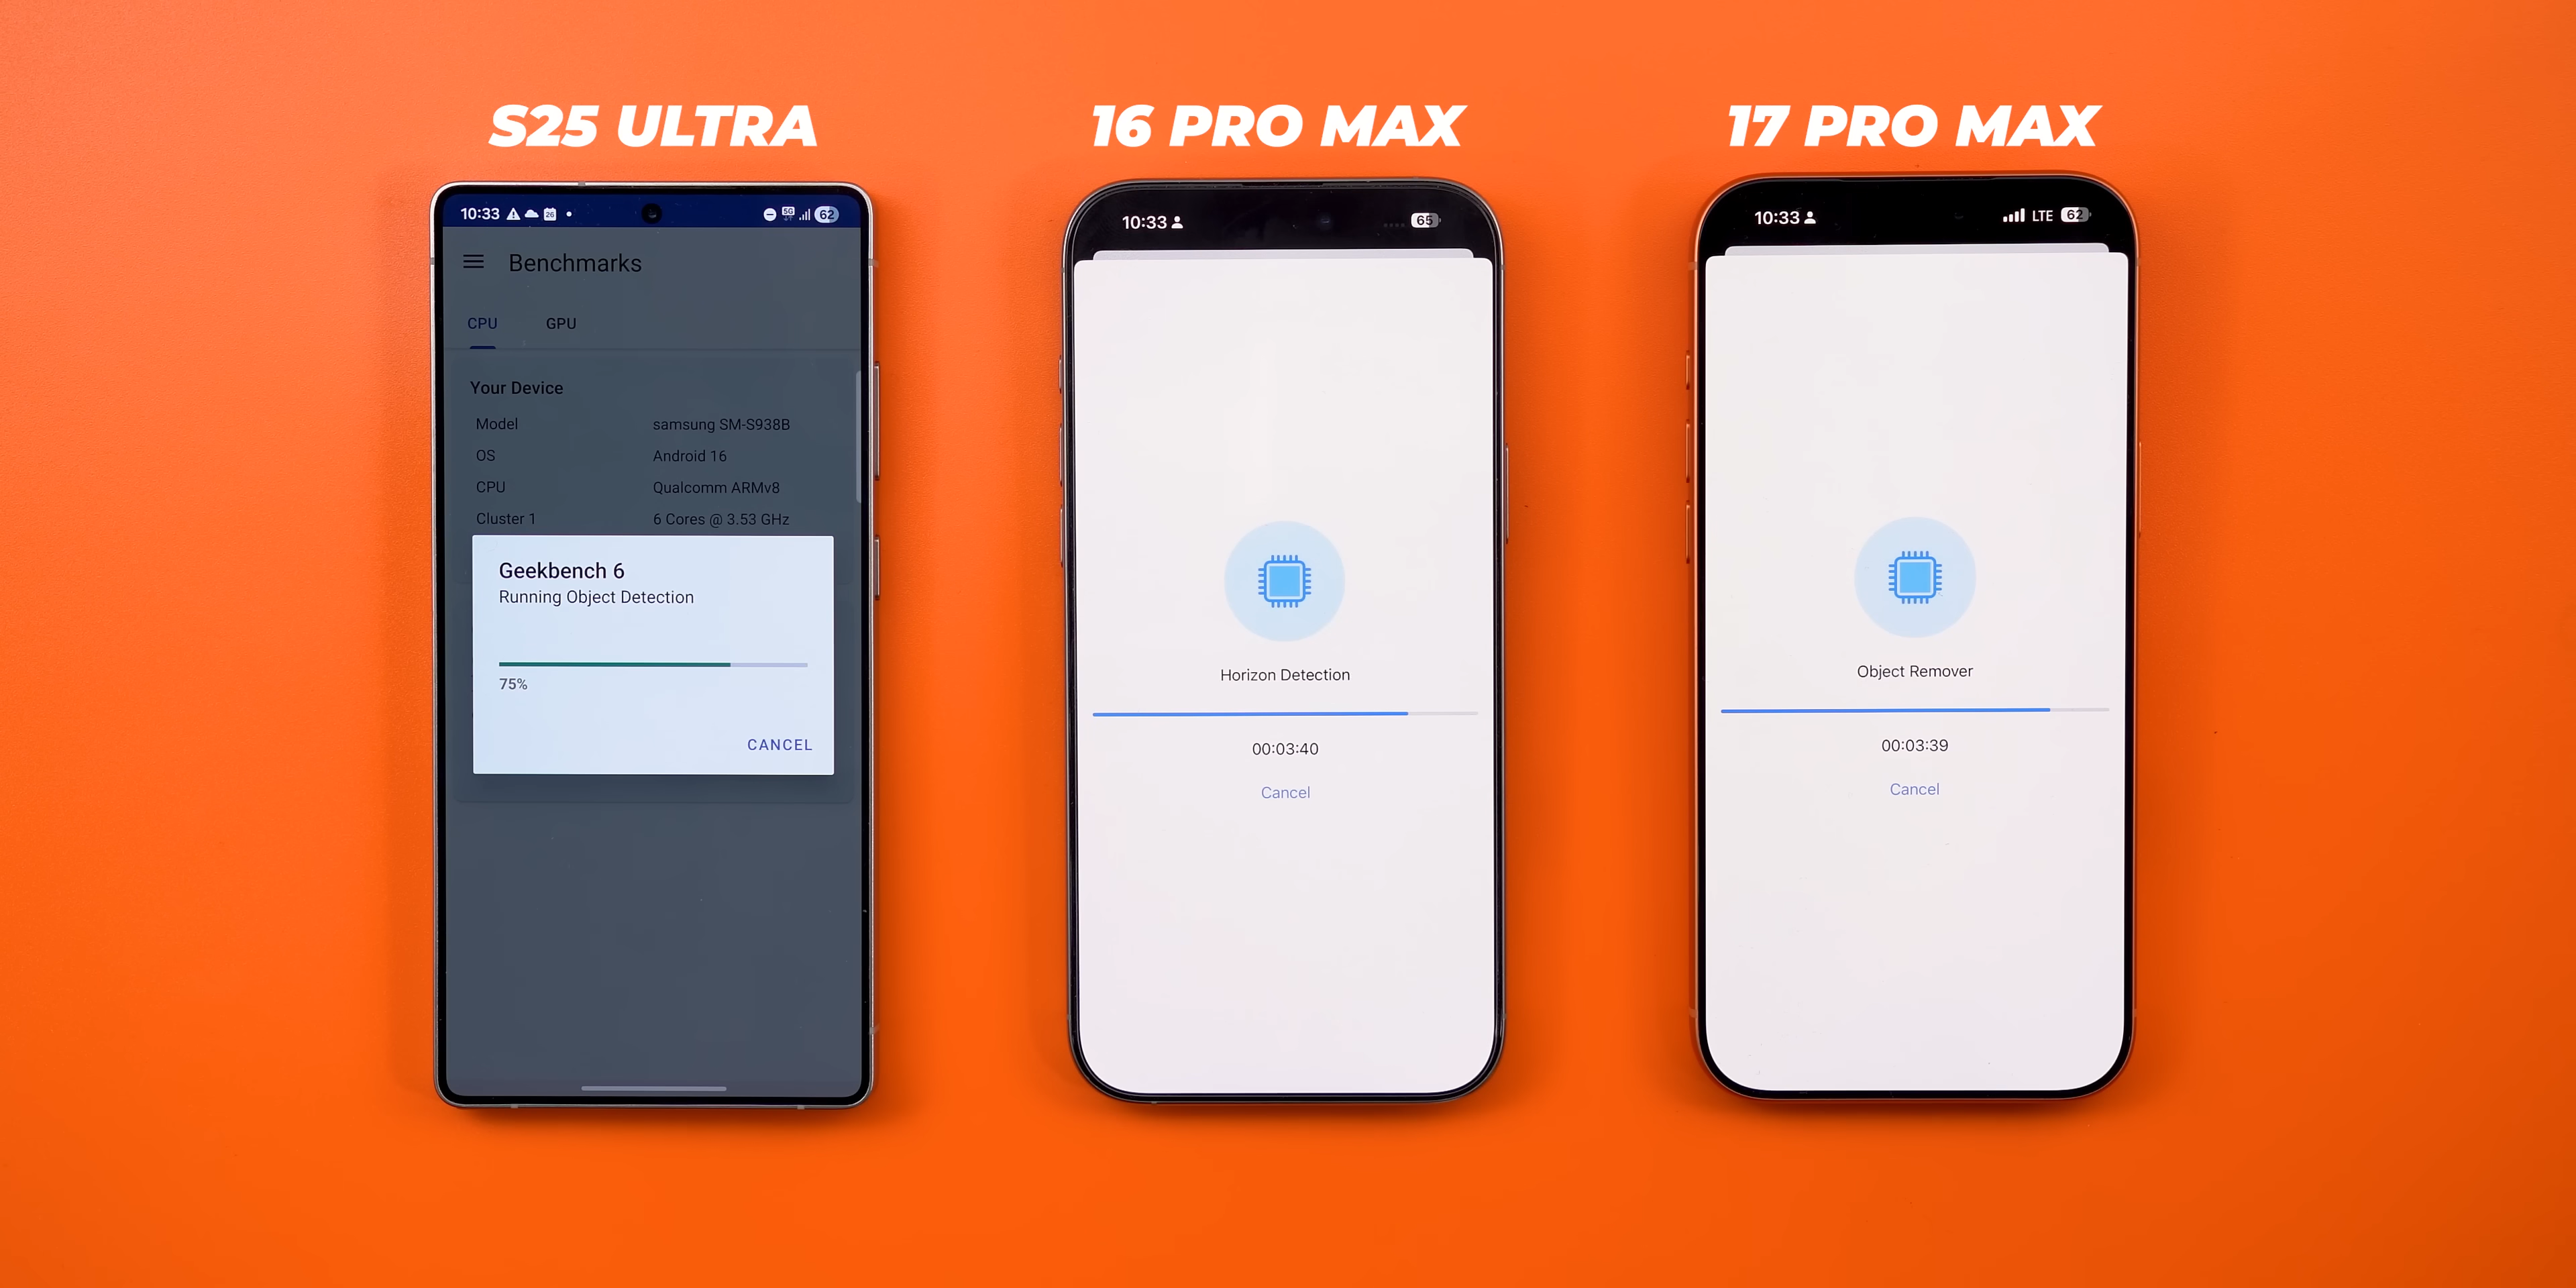 S25 ULTRA
16 PRO MAX
17 PRO MAX
10:33
26
5G
62
Benchmarks
CPU GPU
Your Device
Model samsung SM-S938B
OS Android 16
CPU Qualcomm ARMv8
Cluster 1 6 Cores @ 3.53 GHz
Geekbench 6
Running Object Detection
75%
CANCEL
10:33
65
Horizon Detection
00:03:40
Cancel
10:33
LTE 62
Object Remover
00:03:39
Cancel